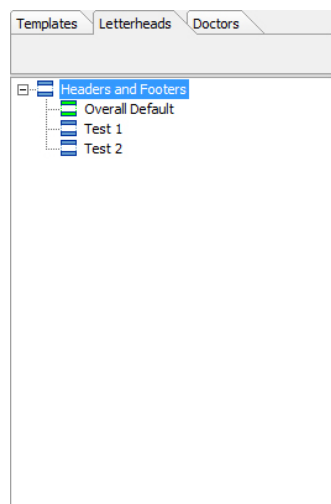 Templates Letterheads Doctors
Headers and Footers
Overall Default
Test 1
Test 2